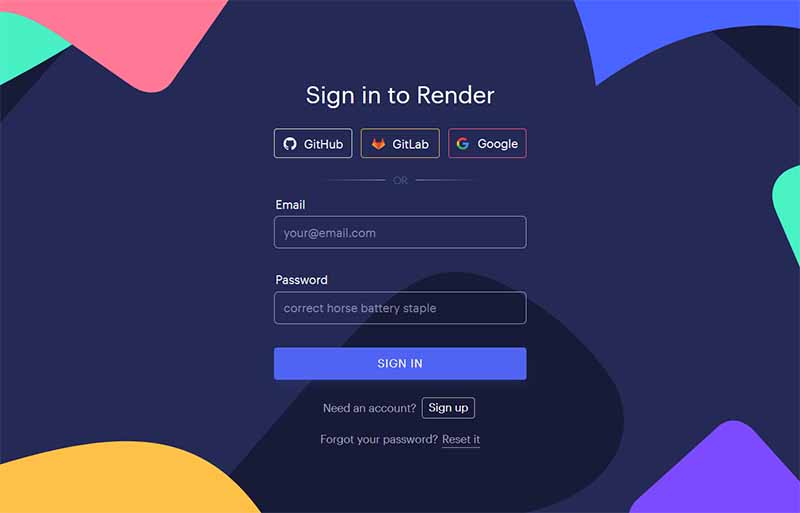 Sign in to Render
GitHub GitLab Google
OR
Email
your@email.com
Password
correct horse battery staple
SIGN IN
Need an account? Sign up
Forgot your password? Reset it